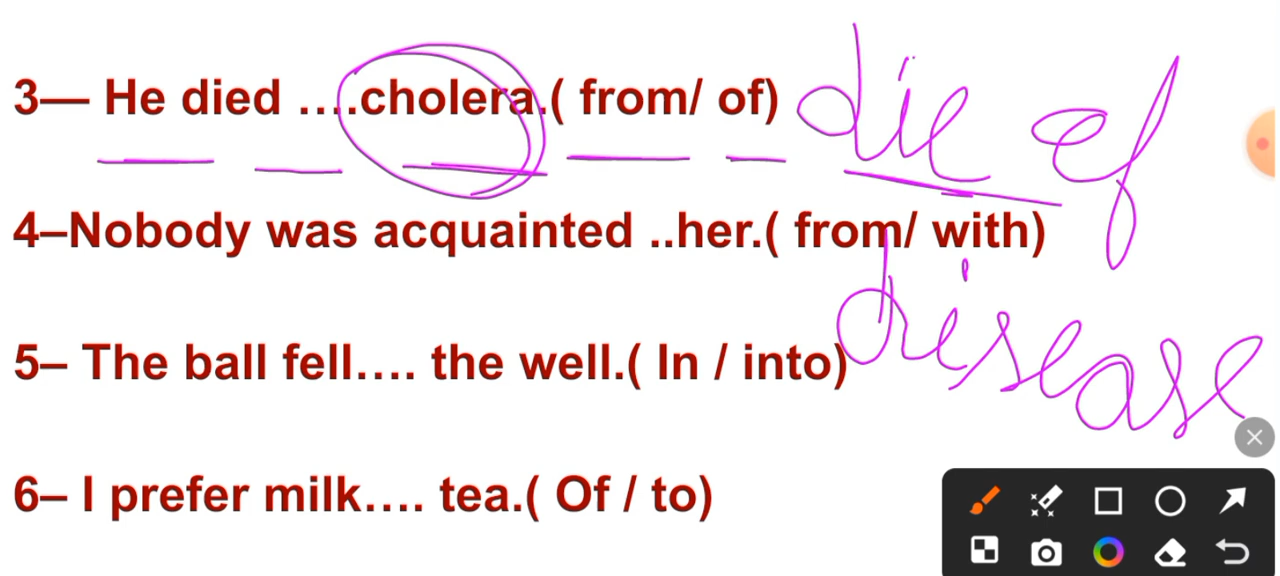 3— He died ....cholera.( from/ of) die of
4–Nobody was acquainted ..her.( from/ with)
disease
5– The ball fell.... the well.( In / into)
6– I prefer milk.... tea.( Of / to)